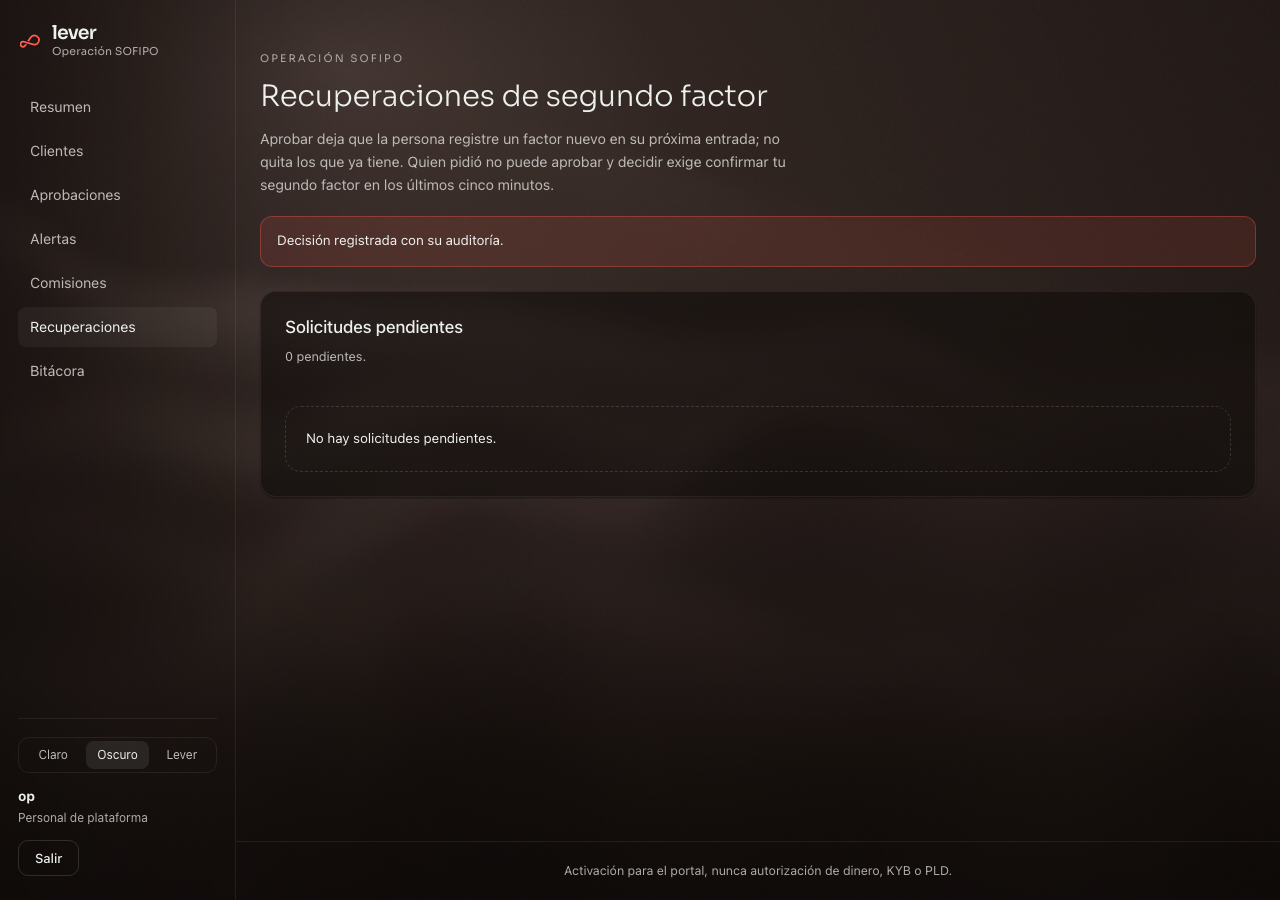 lever
Operación SOFIPO
Resumen
Clientes
Aprobaciones
Alertas
Comisiones
Recuperaciones
Bitácora
Claro
Oscuro
Lever
op
Personal de plataforma
Salir
OPERACIÓN SOFIPO
Recuperaciones de segundo factor
Aprobar deja que la persona registre un factor nuevo en su próxima entrada; no
quita los que ya tiene. Quien pidió no puede aprobar y decidir exige confirmar tu
segundo factor en los últimos cinco minutos.
Decisión registrada con su auditoría.
Solicitudes pendientes
0 pendientes.
No hay solicitudes pendientes.
Activación para el portal, nunca autorización de dinero, KYB o PLD.